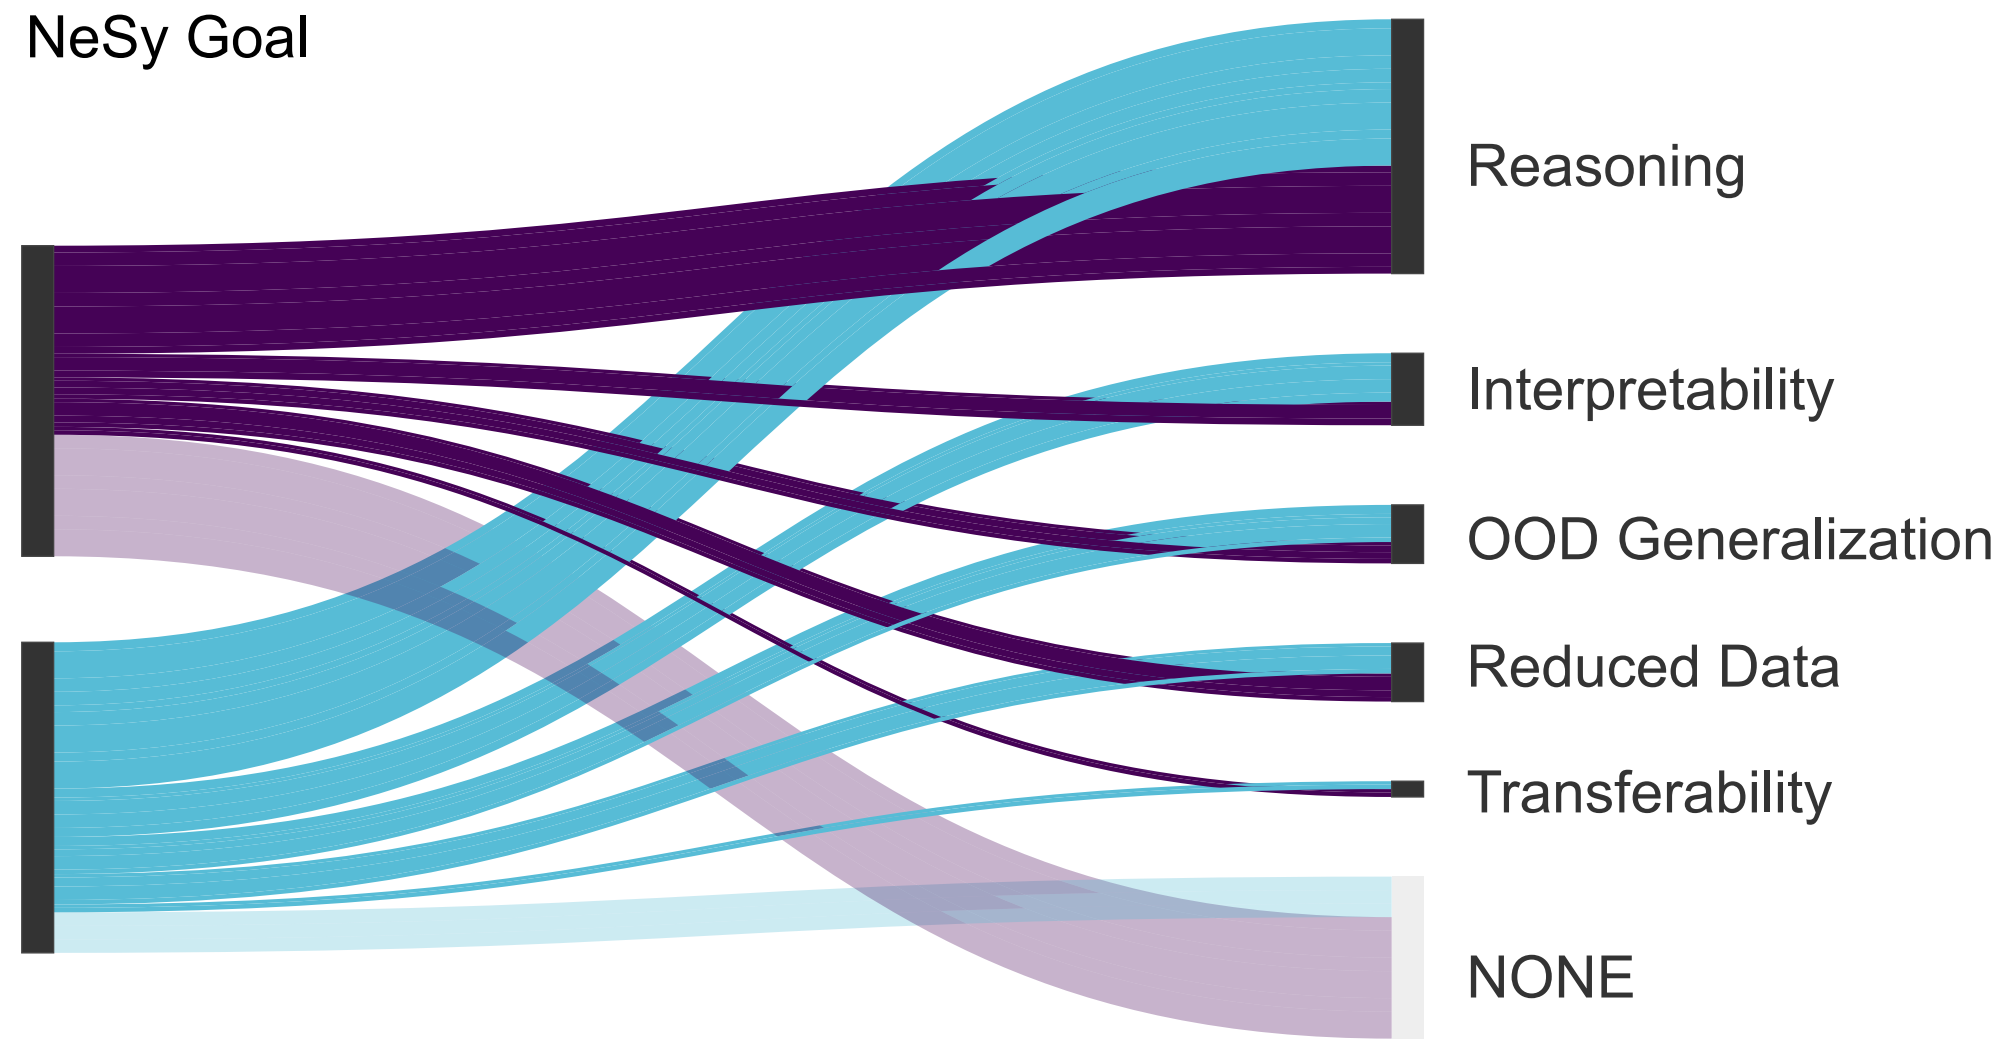 NeSy Goal
Reasoning
Interpretability
OOD Generalization
Reduced Data
Transferability
NONE